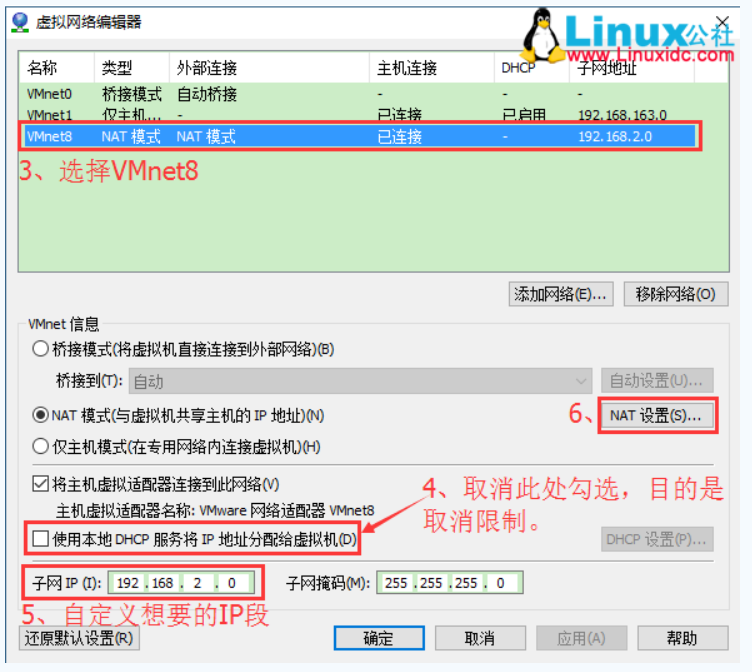 虚拟网络编辑器
Linux公社
www.Linuxidc.com
名称 类型 外部连接 主机连接 DHCP 子网地址
VMnet0 桥接模式 自动桥接 - - -
VMnet1 仅主机... - 已连接 已启用 192.168.163.0
VMnet8 NAT 模式 NAT 模式 已连接 - 192.168.2.0
3、选择VMnet8
添加网络(E)... 移除网络(O)
VMnet 信息
桥接模式(将虚拟机直接连接到外部网络)(B)
桥接到(T): 自动 自动设置(U)...
NAT 模式(与虚拟机共享主机的 IP 地址)(N) 6、 NAT 设置(S)...
仅主机模式(在专用网络内连接虚拟机)(H)
将主机虚拟适配器连接到此网络(V)
主机虚拟适配器名称: VMware 网络适配器 VMnet8
4、取消此处勾选，目的是
取消限制。
使用本地 DHCP 服务将 IP 地址分配给虚拟机(D) DHCP 设置(P)...
子网 IP (I): 192 .168 . 2 . 0 子网掩码(M): 255 .255 .255 . 0
5、自定义想要的IP段
还原默认设置(R) 确定 取消 应用(A) 帮助